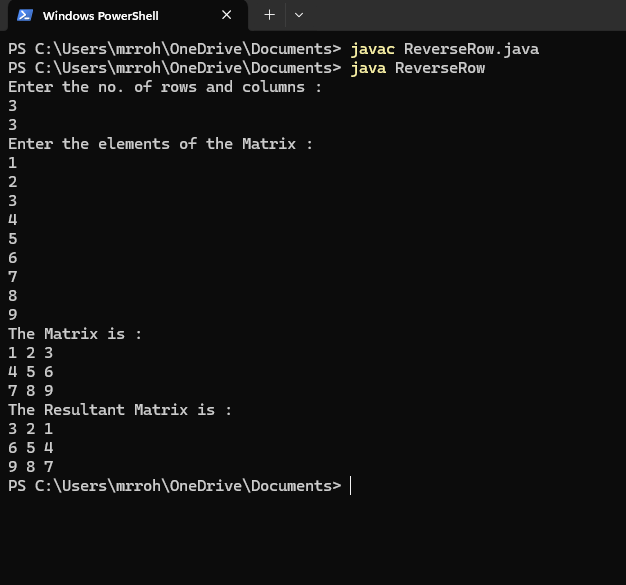 Windows PowerShell
PS C:\Users\mrroh\OneDrive\Documents> javac ReverseRow.java
PS C:\Users\mrroh\OneDrive\Documents> java ReverseRow
Enter the no. of rows and columns :
3
3
Enter the elements of the Matrix :
1
2
3
4
5
6
7
8
9
The Matrix is :
1 2 3
4 5 6
7 8 9
The Resultant Matrix is :
3 2 1
6 5 4
9 8 7
PS C:\Users\mrroh\OneDrive\Documents>